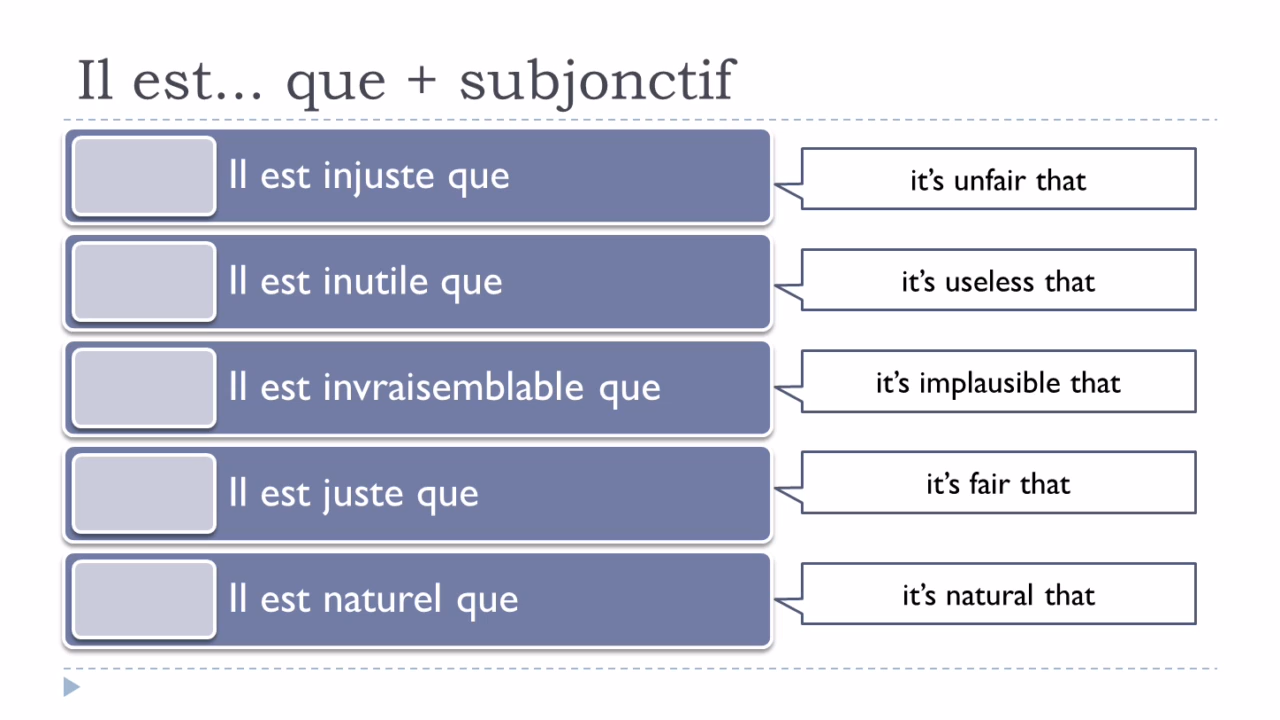 Il est... que + subjonctif
Il est injuste que
it's unfair that
Il est inutile que
it's useless that
Il est invraisemblable que
it's implausible that
Il est juste que
it's fair that
Il est naturel que
it's natural that